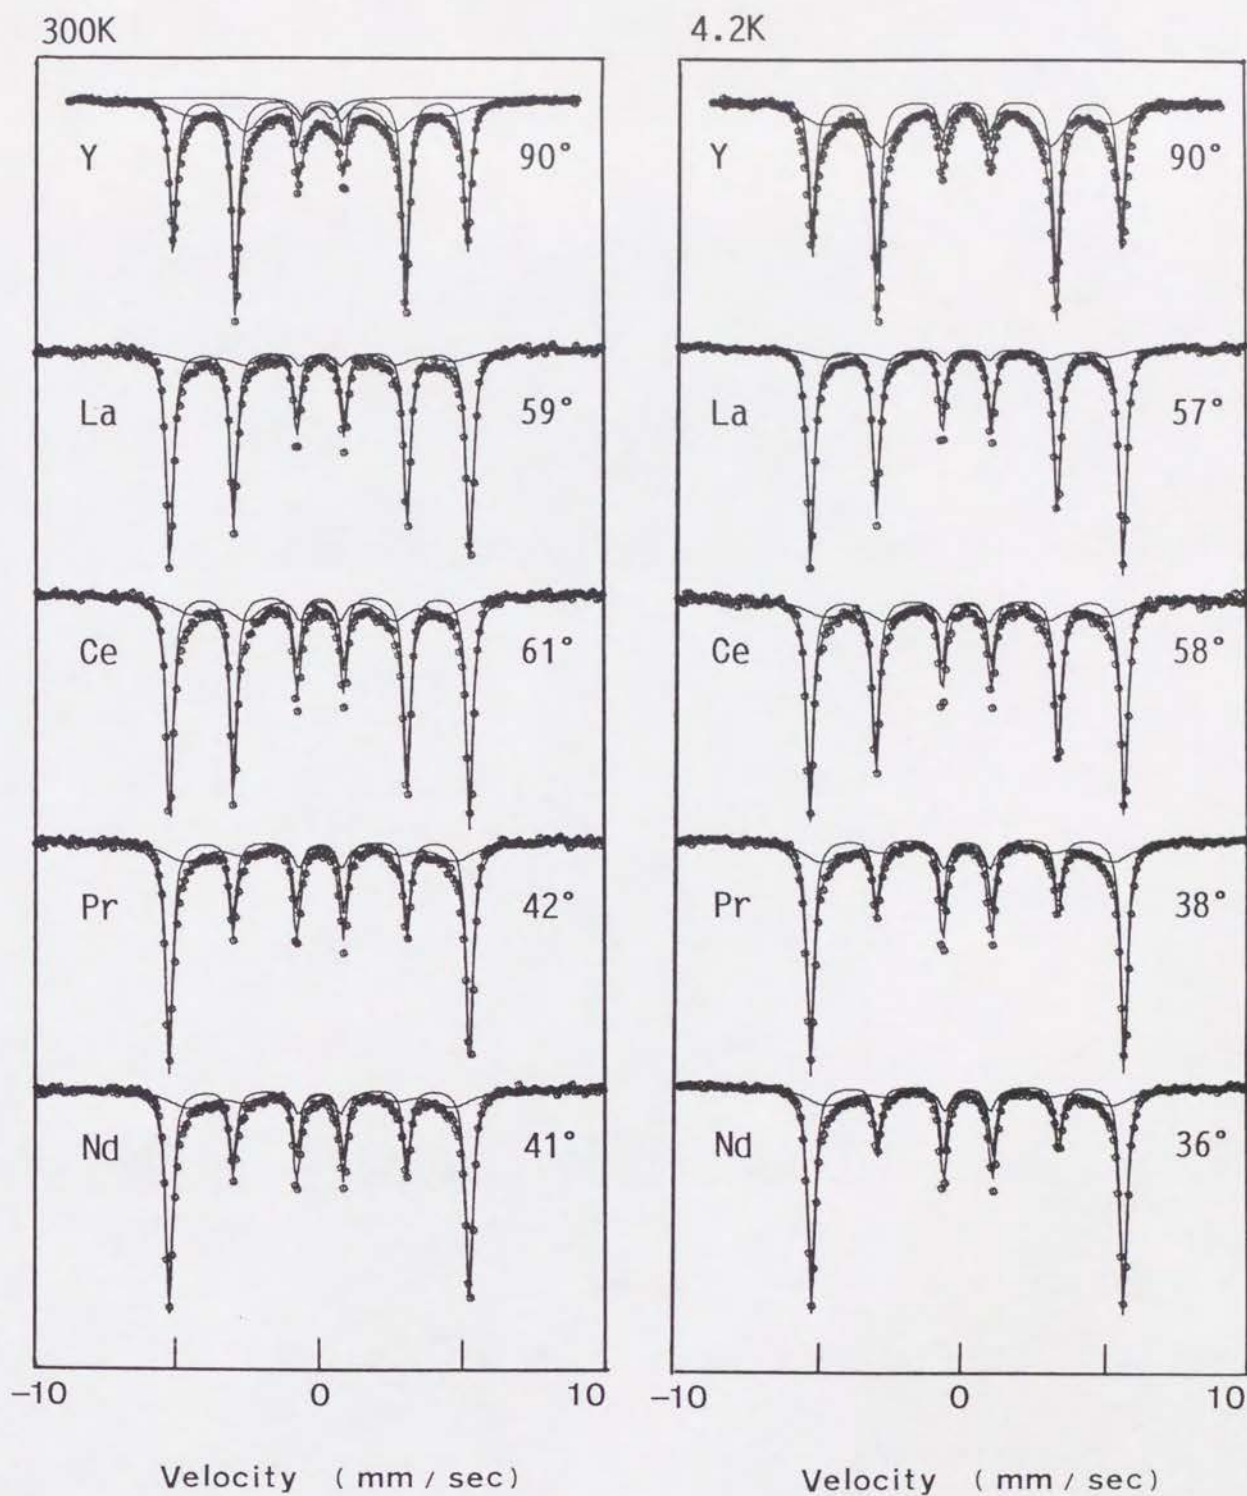 300K
Y 90°
La 59°
Ce 61°
Pr 42°
Nd 41°
−10 0 10
Velocity (mm/sec)
4.2K
Y 90°
La 57°
Ce 58°
Pr 38°
Nd 36°
−10 0 10
Velocity (mm/sec)